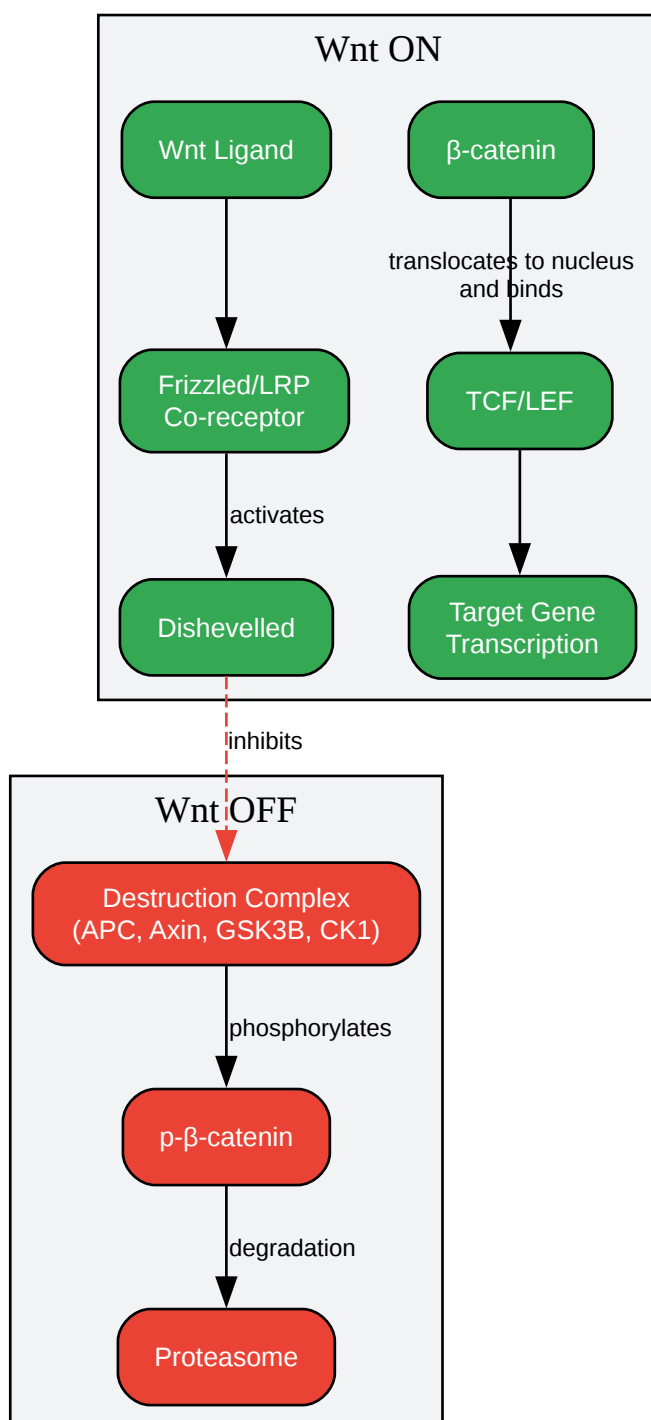 Wnt ON
Wnt Ligand
β-catenin
translocates to nucleus
and binds
Frizzled/LRP
Co-receptor
TCF/LEF
activates
Dishevelled
Target Gene
Transcription
inhibits
Wnt OFF
Destruction Complex
(APC, Axin, GSK3B, CK1)
phosphorylates
p-β-catenin
degradation
Proteasome